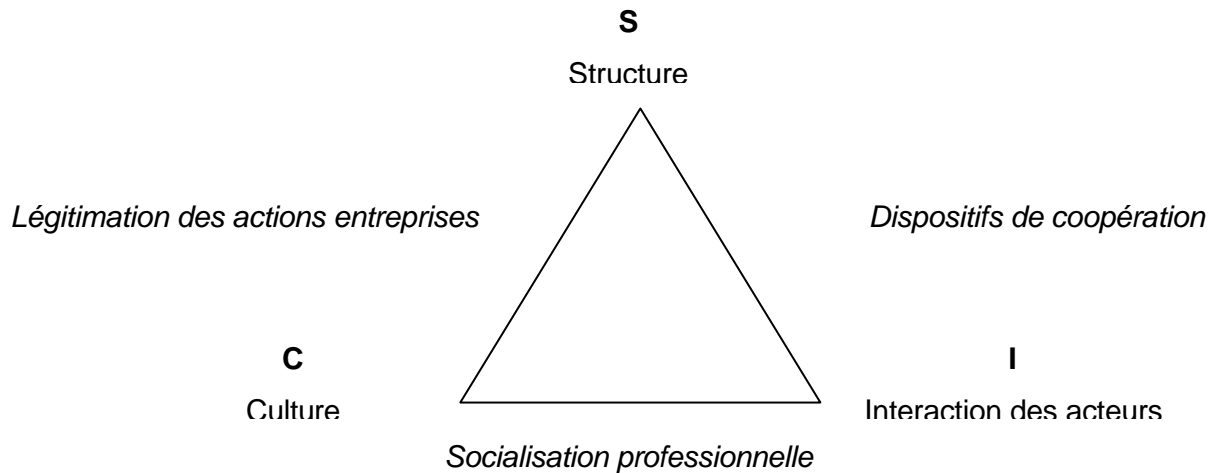 S
Structure
Légitimation des actions entreprises
Dispositifs de coopération
C
I
Culture
Interaction des acteurs
Socialisation professionnelle